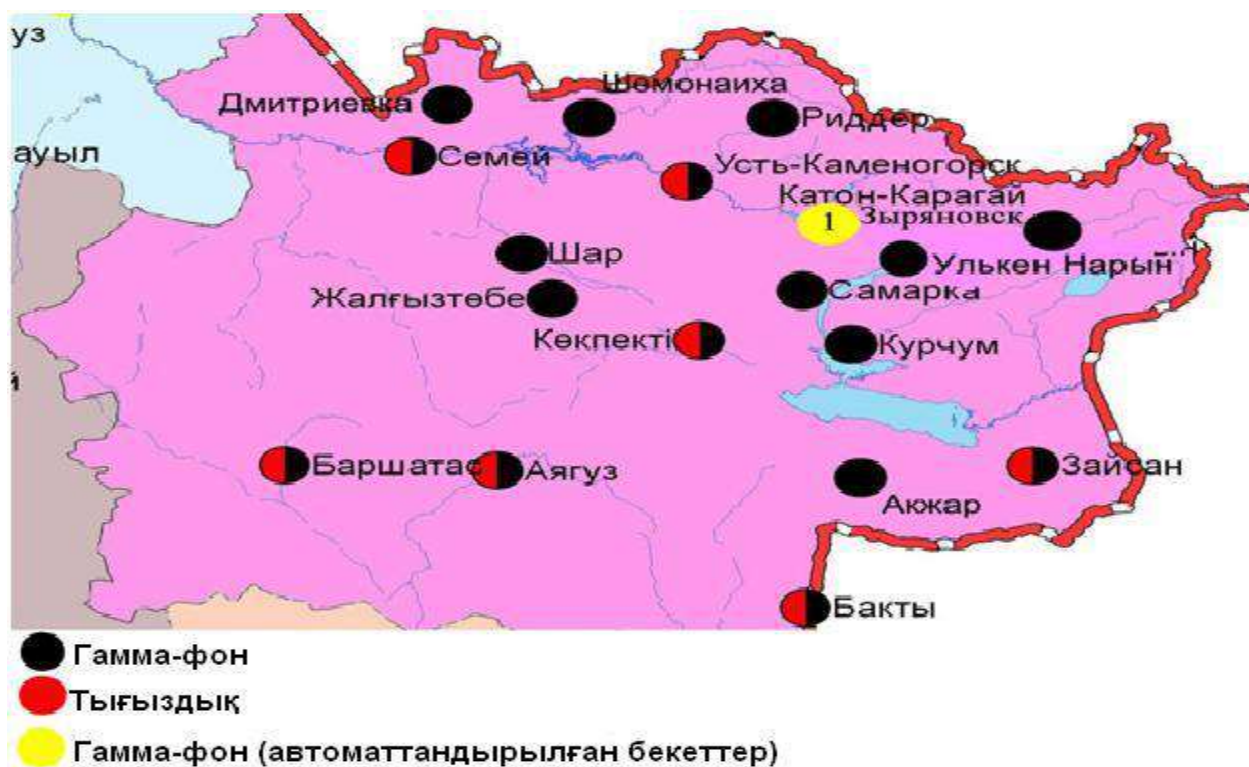 уз
Шемонаиха
Дмитриевка
Риддер
ауыл
Семей
Усть-Каменогорск
Катон-Карагай
1
Зыряновск
Шар
Улькен Нарын
Жалғызтөбе
Самарка
Көкпекті
Курчум
й
Баршатас
Аягуз
Зайсан
Акжар
Бакты
Гамма-фон
Тығыздық
Гамма-фон (автоматтандырылған бекеттер)